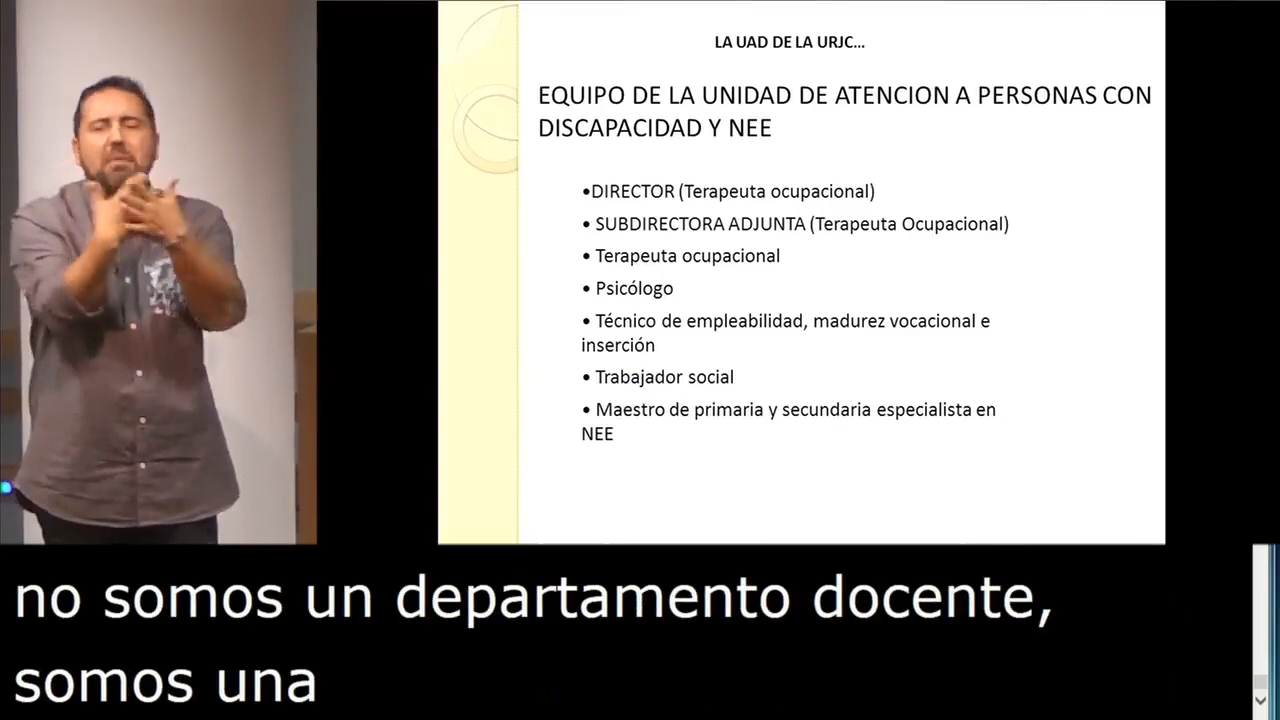 LA UAD DE LA URJC...
EQUIPO DE LA UNIDAD DE ATENCION A PERSONAS CON
DISCAPACIDAD Y NEE
•DIRECTOR (Terapeuta ocupacional)
• SUBDIRECTORA ADJUNTA (Terapeuta Ocupacional)
• Terapeuta ocupacional
• Psicólogo
• Técnico de empleabilidad, madurez vocacional e
inserción
• Trabajador social
• Maestro de primaria y secundaria especialista en
NEE
no somos un departamento docente,
somos una